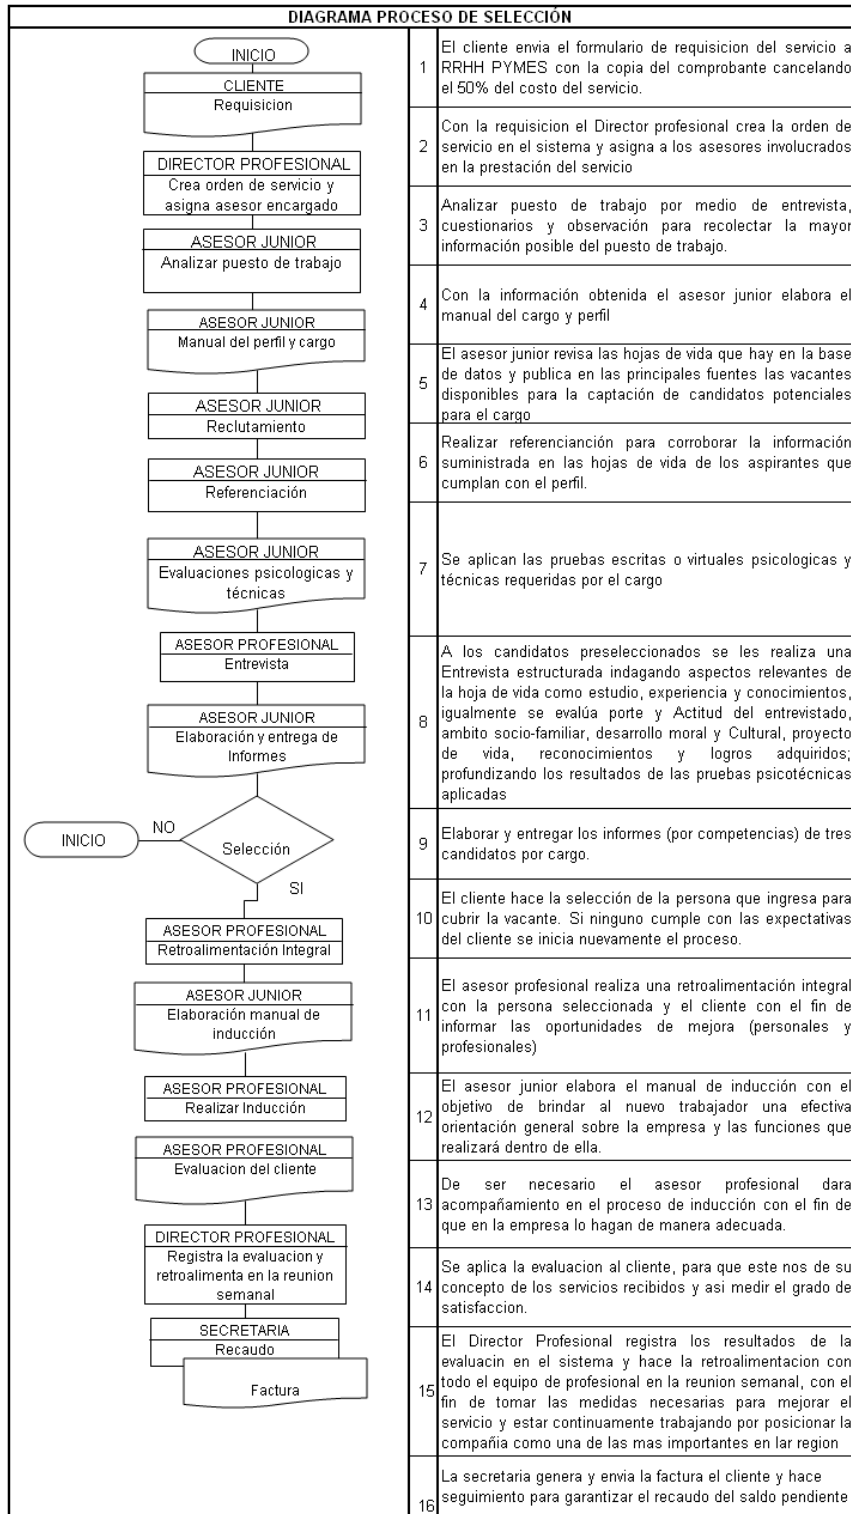 DIAGRAMA PROCESO DE SELECCIÓN
INICIO
CLIENTE
Requisicion
DIRECTOR PROFESIONAL
Crea orden de servicio y
asigna asesor encargado
ASESOR JUNIOR
Analizar puesto de trabajo
ASESOR JUNIOR
Manual del perfil y cargo
ASESOR JUNIOR
Reclutamiento
ASESOR JUNIOR
Referenciación
ASESOR JUNIOR
Evaluaciones psicologicas y
técnicas
ASESOR PROFESIONAL
Entrevista
ASESOR JUNIOR
Elaboración y entrega de
Informes
INICIO
NO
Selección
SI
ASESOR PROFESIONAL
Retroalimentación Integral
ASESOR JUNIOR
Elaboración manual de
inducción
ASESOR PROFESIONAL
Realizar Inducción
ASESOR PROFESIONAL
Evaluacion del cliente
DIRECTOR PROFESIONAL
Registra la evaluacion y
retroalimenta en la reunion
semanal
SECRETARIA
Recaudo
Factura
1
El cliente envia el formulario de requisicion del servicio a
RRHH PYMES con la copia del comprobante cancelando
el 50% del costo del servicio.
2
Con la requisicion el Director profesional crea la orden de
servicio en el sistema y asigna a los asesores involucrados
en la prestación del servicio
3
Analizar puesto de trabajo por medio de entrevista,
cuestionarios y observación para recolectar la mayor
información posible del puesto de trabajo.
4
Con la información obtenida el asesor junior elabora el
manual del cargo y perfil
5
El asesor junior revisa las hojas de vida que hay en la base
de datos y publica en las principales fuentes las vacantes
disponibles para la captación de candidatos potenciales
para el cargo
6
Realizar referencianción para corroborar la información
suministrada en las hojas de vida de los aspirantes que
cumplan con el perfil.
7
Se aplican las pruebas escritas o virtuales psicologicas y
técnicas requeridas por el cargo
8
A los candidatos preseleccionados se les realiza una
Entrevista estructurada indagando aspectos relevantes de
la hoja de vida como estudio, experiencia y conocimientos,
igualmente se evalúa porte y Actitud del entrevistado,
ambito socio-familiar, desarrollo moral y Cultural, proyecto
de vida, reconocimientos y logros adquiridos;
profundizando los resultados de las pruebas psicotécnicas
aplicadas
9
Elaborar y entregar los informes (por competencias) de tres
candidatos por cargo.
10
El cliente hace la selección de la persona que ingresa para
cubrir la vacante. Si ninguno cumple con las expectativas
del cliente se inicia nuevamente el proceso.
11
El asesor profesional realiza una retroalimentación integral
con la persona seleccionada y el cliente con el fin de
informar las oportunidades de mejora (personales y
profesionales)
12
El asesor junior elabora el manual de inducción con el
objetivo de brindar al nuevo trabajador una efectiva
orientación general sobre la empresa y las funciones que
realizará dentro de ella.
13
De ser necesario el asesor profesional dara
acompañamiento en el proceso de inducción con el fin de
que en la empresa lo hagan de manera adecuada.
14
Se aplica la evaluacion al cliente, para que este nos de su
concepto de los servicios recibidos y asi medir el grado de
satisfaccion.
15
El Director Profesional registra los resultados de la
evaluacin en el sistema y hace la retroalimentacion con
todo el equipo de profesional en la reunion semanal, con el
fin de tomar las medidas necesarias para mejorar el
servicio y estar continuamente trabajando por posicionar la
compañia como una de las mas importantes en lar region
16
La secretaria genera y envia la factura el cliente y hace
seguimiento para garantizar el recaudo del saldo pendiente